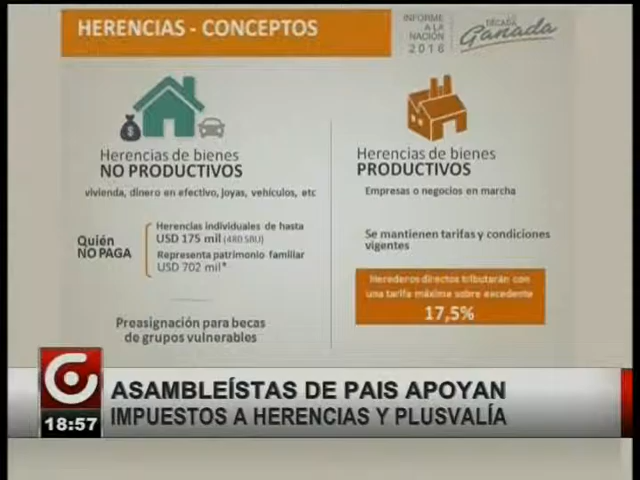 HERENCIAS - CONCEPTOS
INFORME
A LA
NACIÓN
2016
DÉCADA
Ganada
Herencias de bienes
NO PRODUCTIVOS
vivienda, dinero en efectivo, joyas, vehículos, etc
Quién
NO PAGA
Herencias individuales de hasta
USD 175 mil (480 SBU)
Representa patrimonio familiar
USD 702 mil*
Preasignación para becas
de grupos vulnerables
Herencias de bienes
PRODUCTIVOS
Empresas o negocios en marcha
Se mantienen tarifas y condiciones
vigentes
Herederos directos tributarán con
una tarifa máxima sobre excedente
17,5%
18:57
ASAMBLEÍSTAS DE PAIS APOYAN
IMPUESTOS A HERENCIAS Y PLUSVALÍA